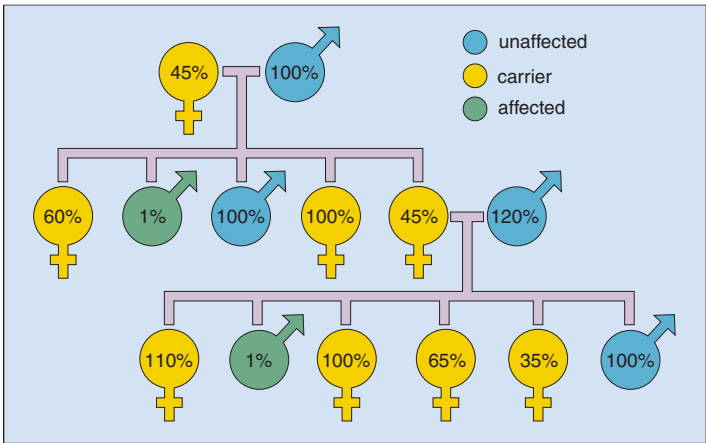 unaffected
carrier
affected
45% 100%
60% 1% 100% 100% 45% 120%
110% 1% 100% 65% 35% 100%